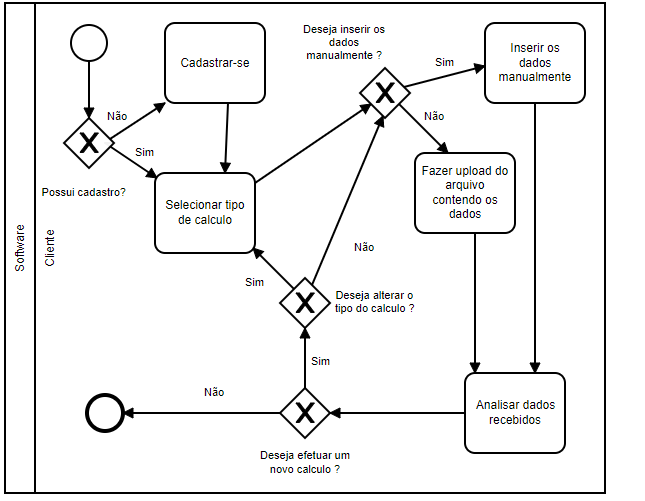 Software
Cliente
Deseja inserir os
dados
manualmente ?
Cadastrar-se
Sim
Inserir os
dados
manualmente
Não
Sim
Possui cadastro?
Não
Fazer upload do
arquivo
contendo os
dados
Selecionar tipo
de calculo
Não
Sim
Deseja alterar o
tipo do calculo ?
Sim
Não
Analisar dados
recebidos
Deseja efetuar um
novo calculo ?